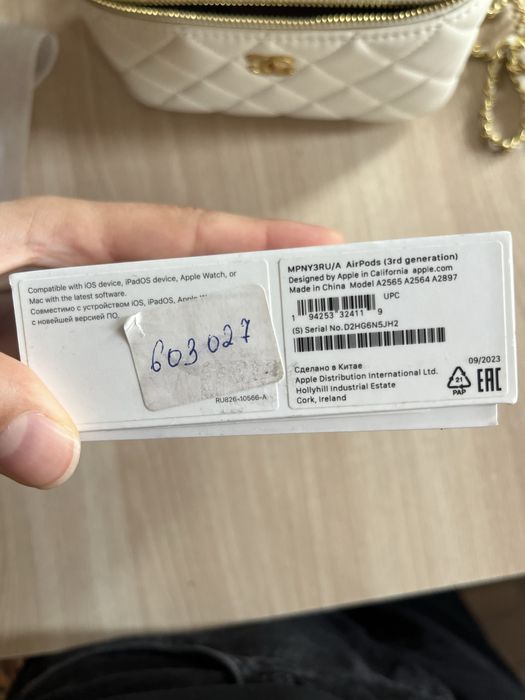 Compatible with iOS device, iPadOS device, Apple Watch, or
Mac with the latest software.
Совместимо с устройством iOS, iPadOS, Apple
с новейшей версией ПО.
603027
RU826-10566-A
MPNY3RU/A AirPods (3rd generation)
Designed by Apple in California apple.com
Made in China Model A2565 A2564 A2897
UPC
1 94253 32411 9
(S) Serial No. D2HG6N5JH2
Сделано в Китае
Apple Distribution International Ltd.
Hollyhill Industrial Estate
Cork, Ireland
09/2023
21
PAP
EAC